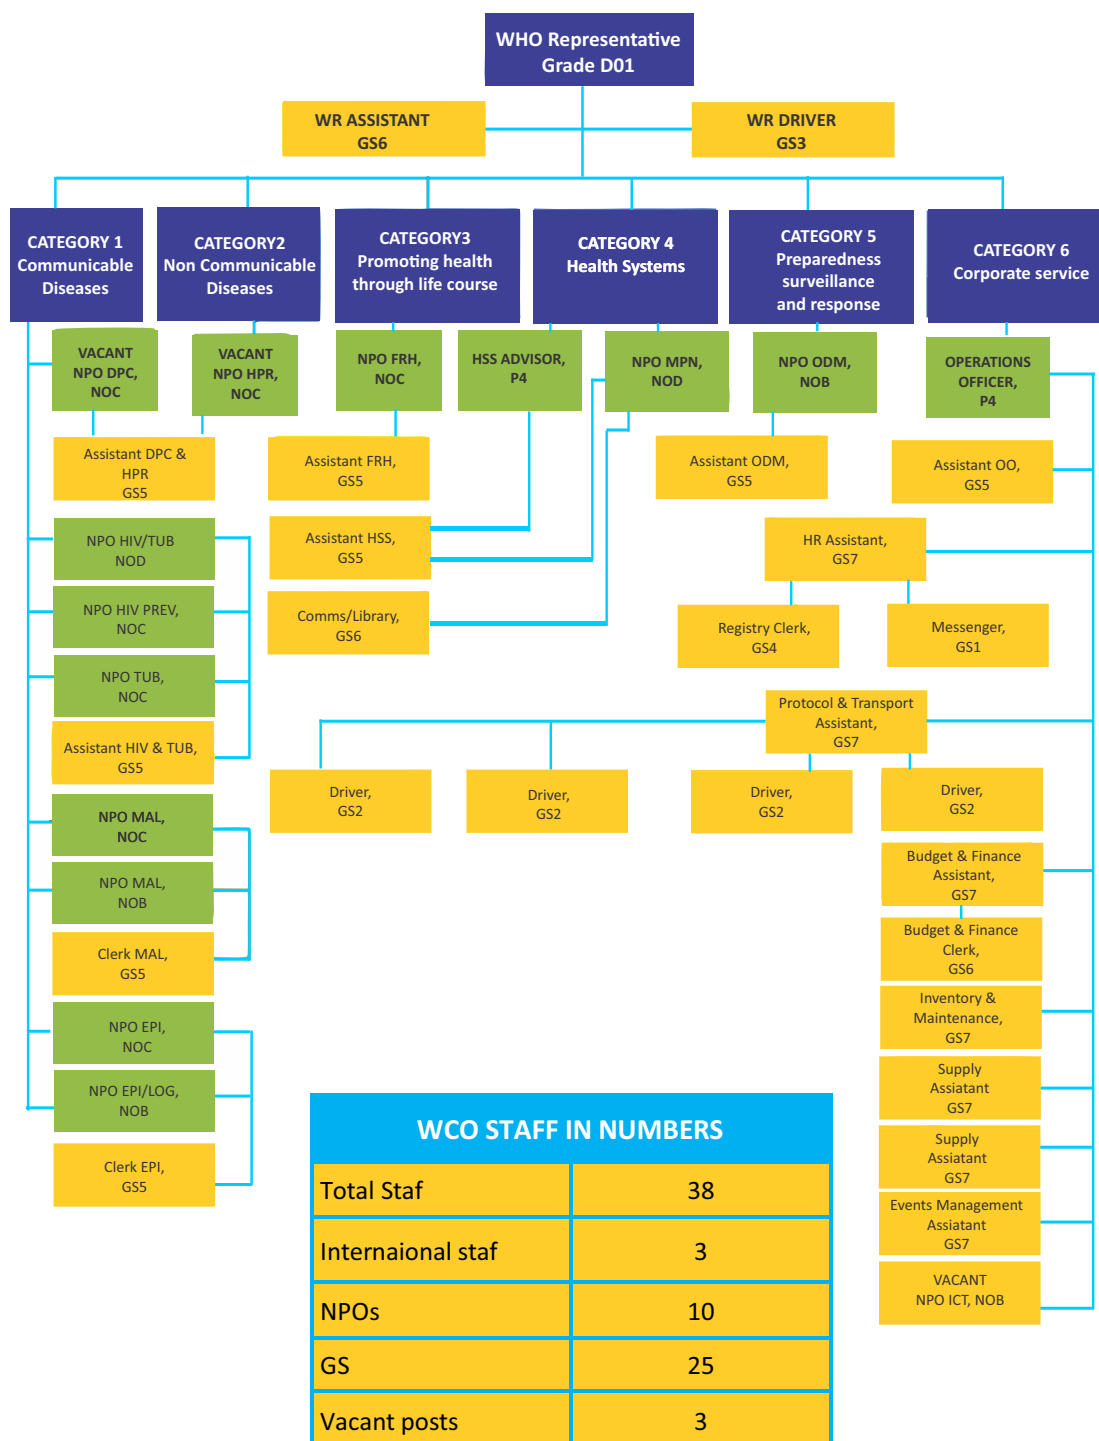 WHO Representative
Grade D01
WR ASSISTANT
GS6
WR DRIVER
GS3
CATEGORY 1
Communicable
Diseases
CATEGORY2
Non Communicable
Diseases
CATEGORY3
Promoting health
through life course
CATEGORY 4
Health Systems
CATEGORY 5
Preparedness
surveillance
and response
CATEGORY 6
Corporate service
VACANT
NPO DPC,
NOC
VACANT
NPO HPR,
NOC
NPO FRH,
NOC
HSS ADVISOR,
P4
NPO MPN,
NOD
NPO ODM,
NOB
OPERATIONS
OFFICER,
P4
Assistant DPC &
HPR
GS5
Assistant FRH,
GS5
Assistant ODM,
GS5
Assistant OO,
GS5
NPO HIV/TUB
NOD
Assistant HSS,
GS5
HR Assistant,
GS7
NPO HIV PREV,
NOC
Comms/Library,
GS6
Registry Clerk,
GS4
Messenger,
GS1
NPO TUB,
NOC
Protocol & Transport
Assistant,
GS7
Assistant HIV & TUB,
GS5
Driver,
GS2
Driver,
GS2
Driver,
GS2
Driver,
GS2
NPO MAL,
NOC
NPO MAL,
NOB
Budget & Finance
Assistant,
GS7
Clerk MAL,
GS5
Budget & Finance
Clerk,
GS6
NPO EPI,
NOC
Inventory &
Maintenance,
GS7
NPO EPI/LOG,
NOB
Supply
Assiatant
GS7
Clerk EPI,
GS5
Supply
Assiatant
GS7
Events Management
Assiatant
GS7
VACANT
NPO ICT, NOB
WCO STAFF IN NUMBERS
Total Staf 38
Internaional staf 3
NPOs 10
GS 25
Vacant posts 3